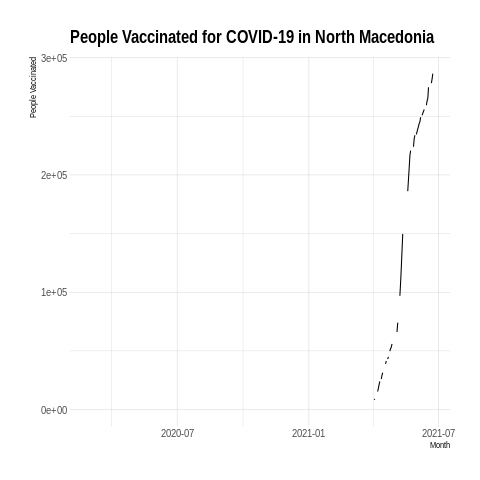 People Vaccinated for COVID-19 in North Macedonia
People Vaccinated
3e+05
2e+05
1e+05
0e+00
2020-07
2021-01
2021-07
Month